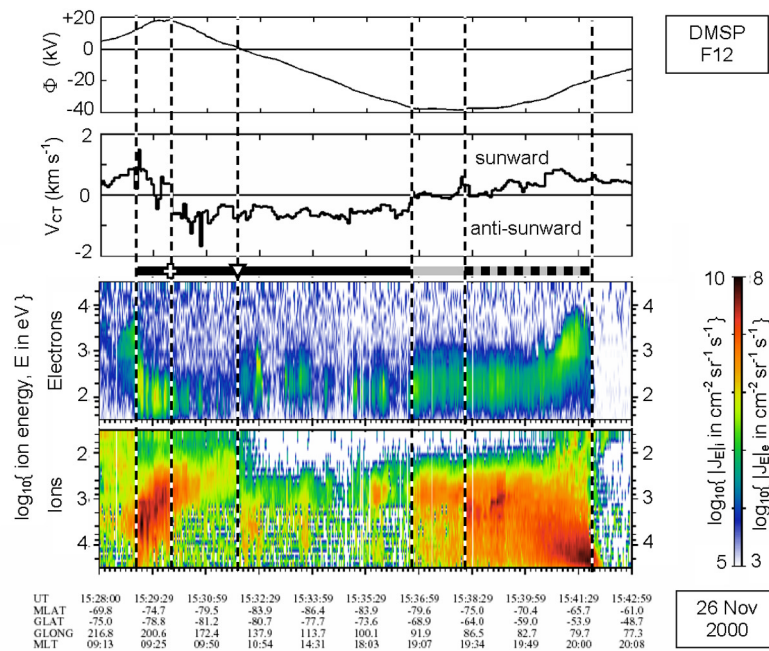 DMSP
F12
+20
0
-20
-40
Φ (kV)
2
0
-2
V_CT (km s⁻¹)
sunward
anti-sunward
4
3
2
Electrons
2
3
4
Ions
log₁₀{ ion energy, E in eV}
10
8
5
3
log₁₀{ |J_E|_i in cm⁻² sr⁻¹ s⁻¹}
log₁₀{ |J_E|_e in cm⁻² sr⁻¹ s⁻¹}
UT 15:28:00 15:29:29 15:30:59 15:32:29 15:33:59 15:35:29 15:36:59 15:38:29 15:39:59 15:41:29 15:42:59
MLAT -69.8 -74.7 -79.5 -83.9 -86.4 -83.9 -79.6 -75.0 -70.4 -65.7 -61.0
GLAT -75.0 -78.8 -81.2 -80.7 -77.7 -73.6 -68.9 -64.0 -59.0 -53.9 -48.7
GLONG 216.8 200.6 172.4 137.9 113.7 100.1 91.9 86.5 82.7 79.7 77.3
MLT 09:13 09:25 09:50 10:54 14:31 18:03 19:07 19:34 19:49 20:00 20:08
26 Nov
2000